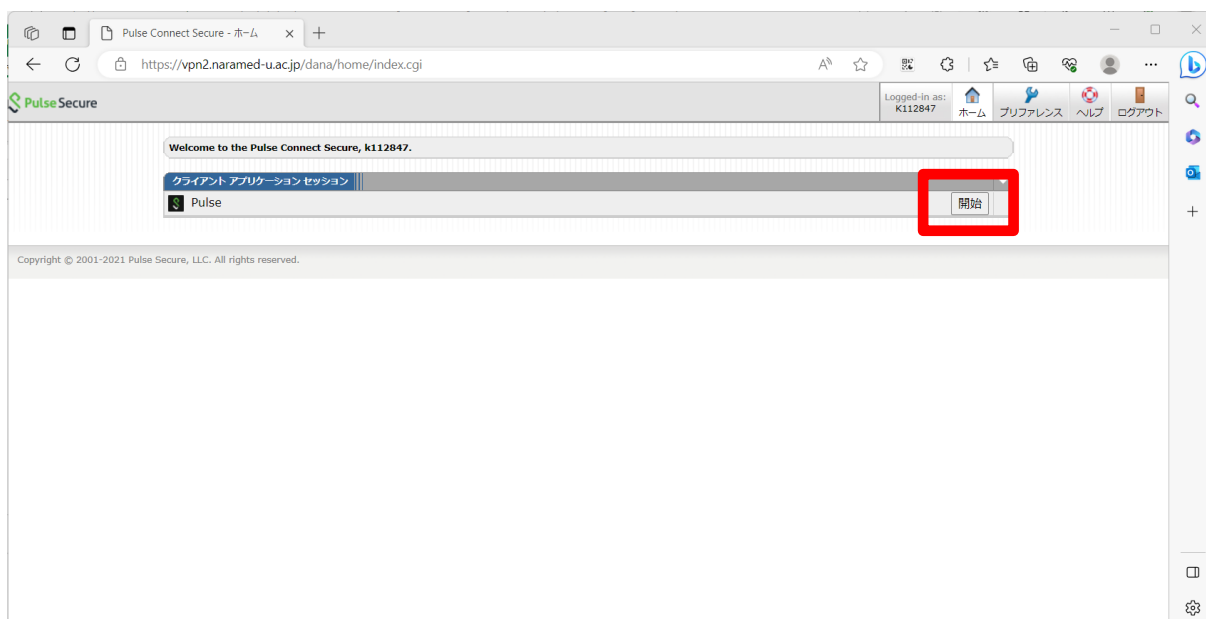 Pulse Connect Secure - ホーム
https://vpn2.naramed-u.ac.jp/dana/home/index.cgi
Pulse Secure
Logged-in as:
K112847
ホーム
プリファレンス
ヘルプ
ログアウト
Welcome to the Pulse Connect Secure, k112847.
クライアント アプリケーション セッション
Pulse
開始
Copyright © 2001-2021 Pulse Secure, LLC. All rights reserved.